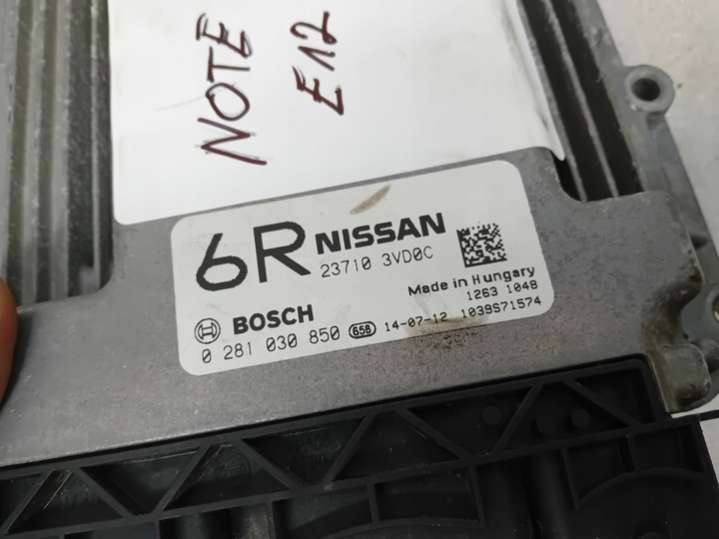 NOTE
E12
6R NISSAN
23710 3VD0C
Made in Hungary
1263 1048
BOSCH
0 281 030 850 658 14-07-12 1039S71574